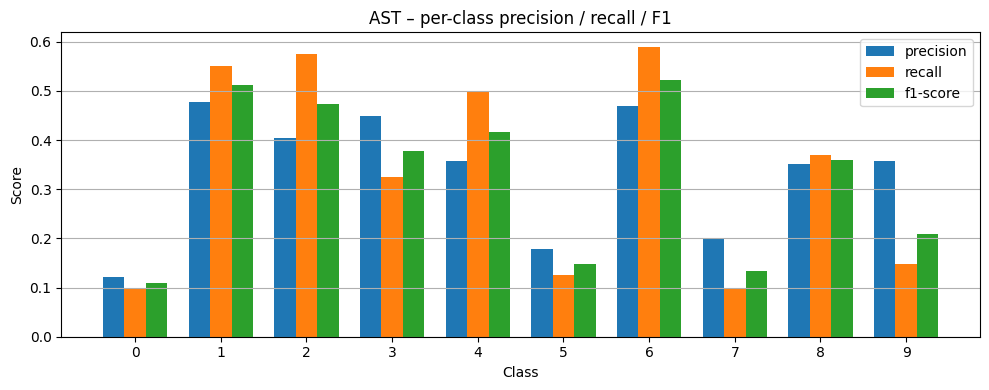 AST – per-class precision / recall / F1
precision
recall
f1-score
Score
0.6
0.5
0.4
0.3
0.2
0.1
0.0
0 1 2 3 4 5 6 7 8 9
Class